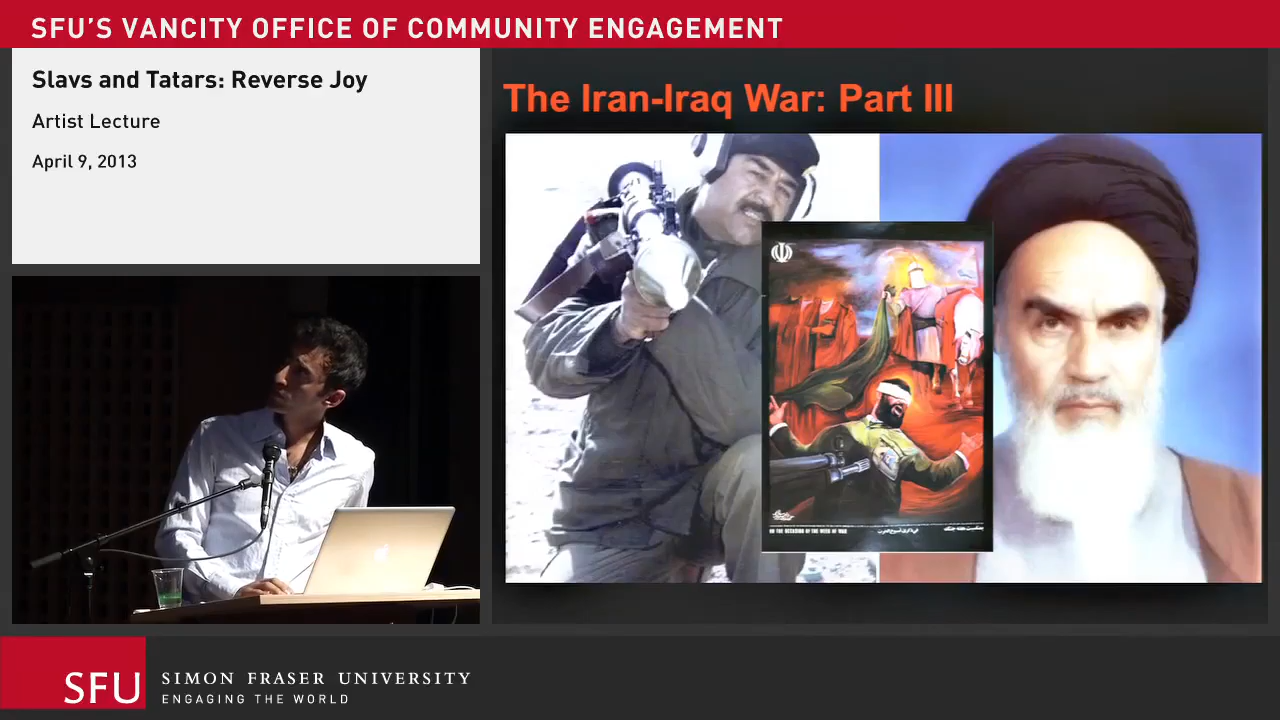 SFU'S VANCITY OFFICE OF COMMUNITY ENGAGEMENT
Slavs and Tatars: Reverse Joy
Artist Lecture
April 9, 2013
The Iran-Iraq War: Part III
ON THE OCCASION OF THE WEEK OF WAR
SFU
SIMON FRASER UNIVERSITY
ENGAGING THE WORLD